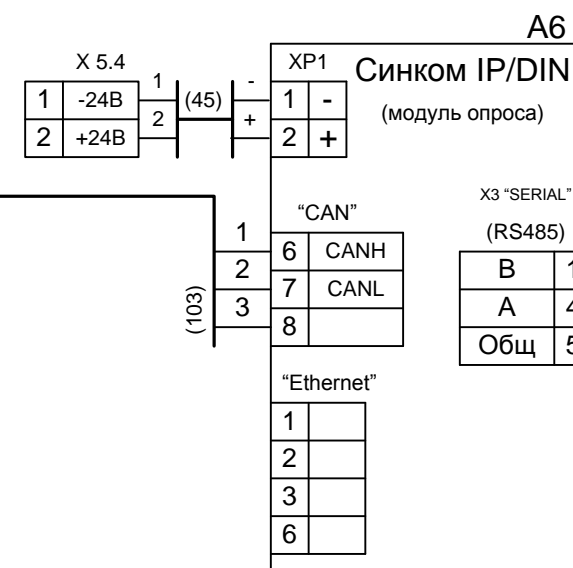 A6
X 5.4
1 -24В
2 +24В
1
2
(45)
-
+
XP1
1 -
2 +
Синком IP/DIN
(модуль опроса)
“CAN”
1
2
3
(103)
6 CANH
7 CANL
8
X3 “SERIAL”
(RS485)
B 1
A 4
Общ 5
“Ethernet”
1
2
3
6